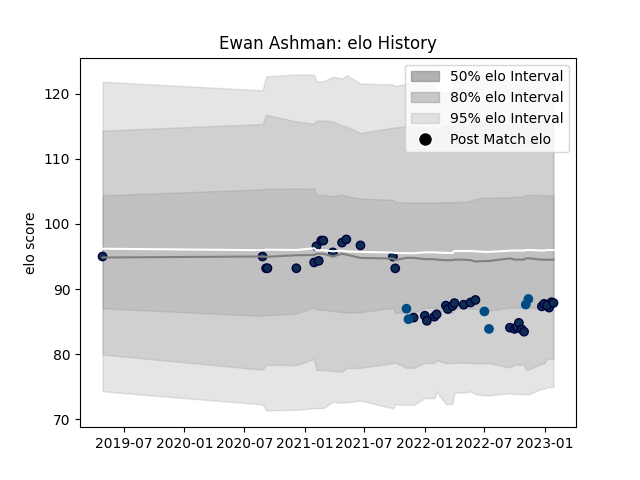 Ewan Ashman: elo History
50% elo Interval
80% elo Interval
95% elo Interval
Post Match elo
elo score
120
110
100
90
80
70
2019-07 2020-01 2020-07 2021-01 2021-07 2022-01 2022-07 2023-01